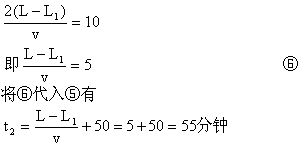 2(L-L₁)/v = 10
即 (L-L₁)/v = 5 ⑥
将⑥代入⑤有
t₂ = (L-L₁)/v + 50 = 5 + 50 = 55分钟